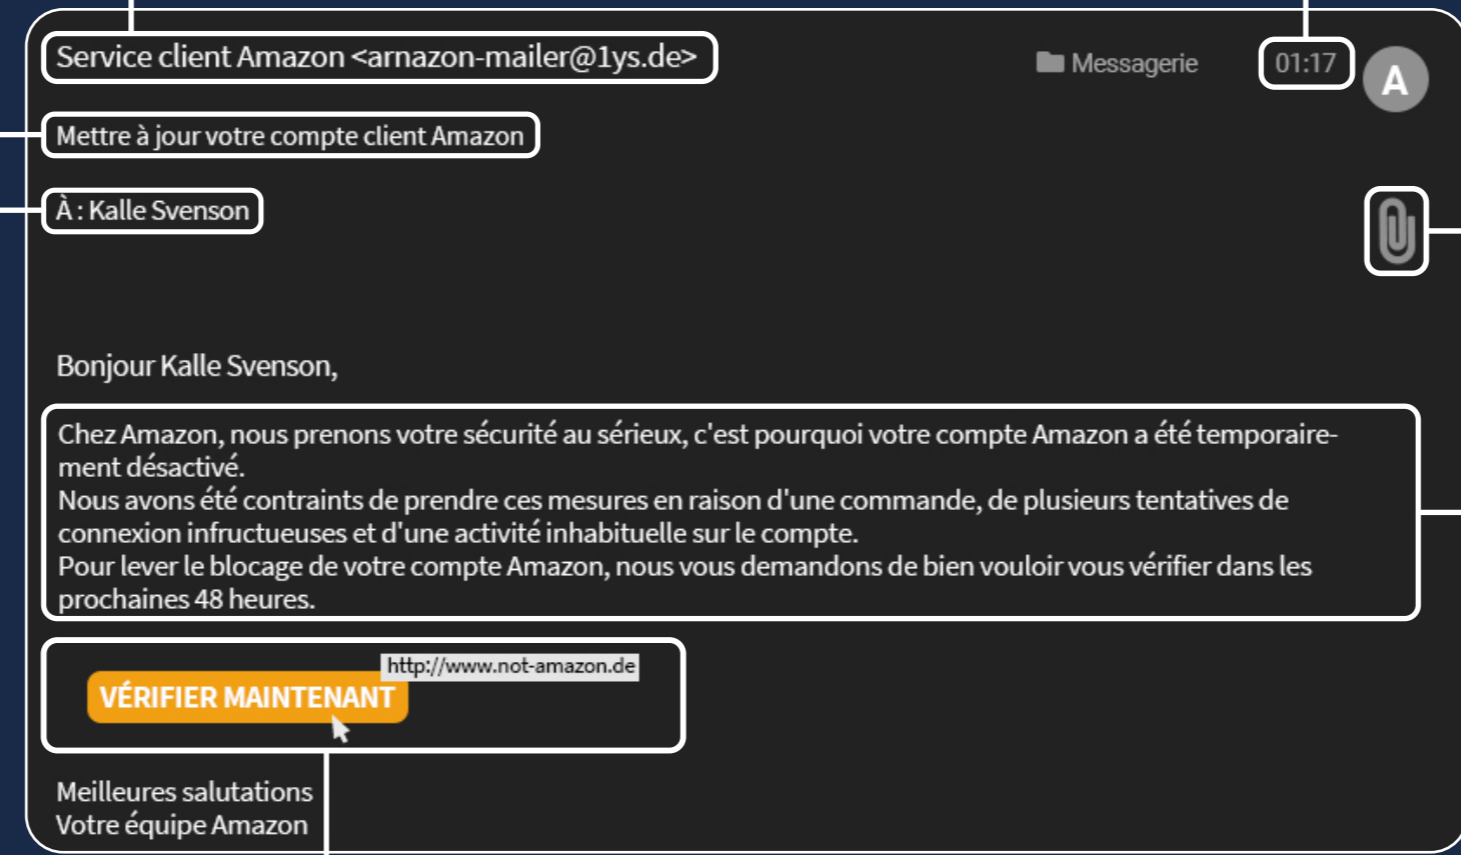 Service client Amazon <arnazon-mailer@1ys.de>
Messagerie
01:17
A
Mettre à jour votre compte client Amazon
À : Kalle Svenson
Bonjour Kalle Svenson,
Chez Amazon, nous prenons votre sécurité au sérieux, c'est pourquoi votre compte Amazon a été temporaire-
ment désactivé.
Nous avons été contraints de prendre ces mesures en raison d'une commande, de plusieurs tentatives de
connexion infructueuses et d'une activité inhabituelle sur le compte.
Pour lever le blocage de votre compte Amazon, nous vous demandons de bien vouloir vous vérifier dans les
prochaines 48 heures.
http://www.not-amazon.de
VÉRIFIER MAINTENANT
Meilleures salutations
Votre équipe Amazon